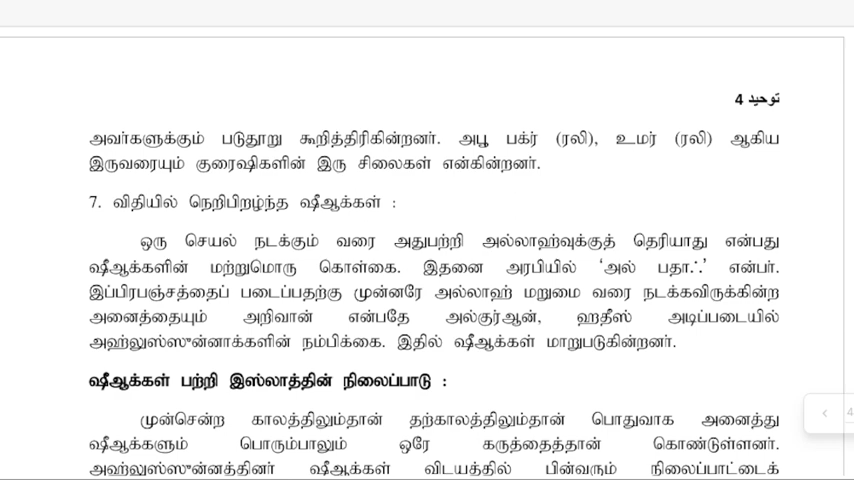 توحيد 4
அவர்களுக்கும் படுதூறு கூறித்திரிகின்றனர். அபூ பக்ர் (ரலி), உமர் (ரலி) ஆகிய
இருவரையும் குரைஷிகளின் இரு சிலைகள் என்கின்றனர்.
7. விதியில் நெறிபிறழ்ந்த ஷீஆக்கள் :
ஒரு செயல் நடக்கும் வரை அதுபற்றி அல்லாஹ்வுக்குத் தெரியாது என்பது
ஷீஆக்களின் மற்றுமொரு கொள்கை. இதனை அரபியில் ‘அல் பதாஃ’ என்பர்.
இப்பிரபஞ்சத்தைப் படைப்பதற்கு முன்னரே அல்லாஹ் மறுமை வரை நடக்கவிருக்கின்ற
அனைத்தையும் அறிவான் என்பதே அல்குர்ஆன், ஹதீஸ் அடிப்படையில்
அஹ்லுஸ்ஸுன்னாக்களின் நம்பிக்கை. இதில் ஷீஆக்கள் மாறுபடுகின்றனர்.
ஷீஆக்கள் பற்றி இஸ்லாத்தின் நிலைப்பாடு :
முன்சென்ற காலத்திலும்தான் தற்காலத்திலும்தான் பொதுவாக அனைத்து
ஷீஆக்களும் பொரும்பாலும் ஒரே கருத்தைத்தான் கொண்டுள்ளனர்.
அஹ்லுஸ்ஸுன்னத்தினர் ஷீஆக்கள் விடயத்தில் பின்வரும் நிலைப்பாட்டைக்
4